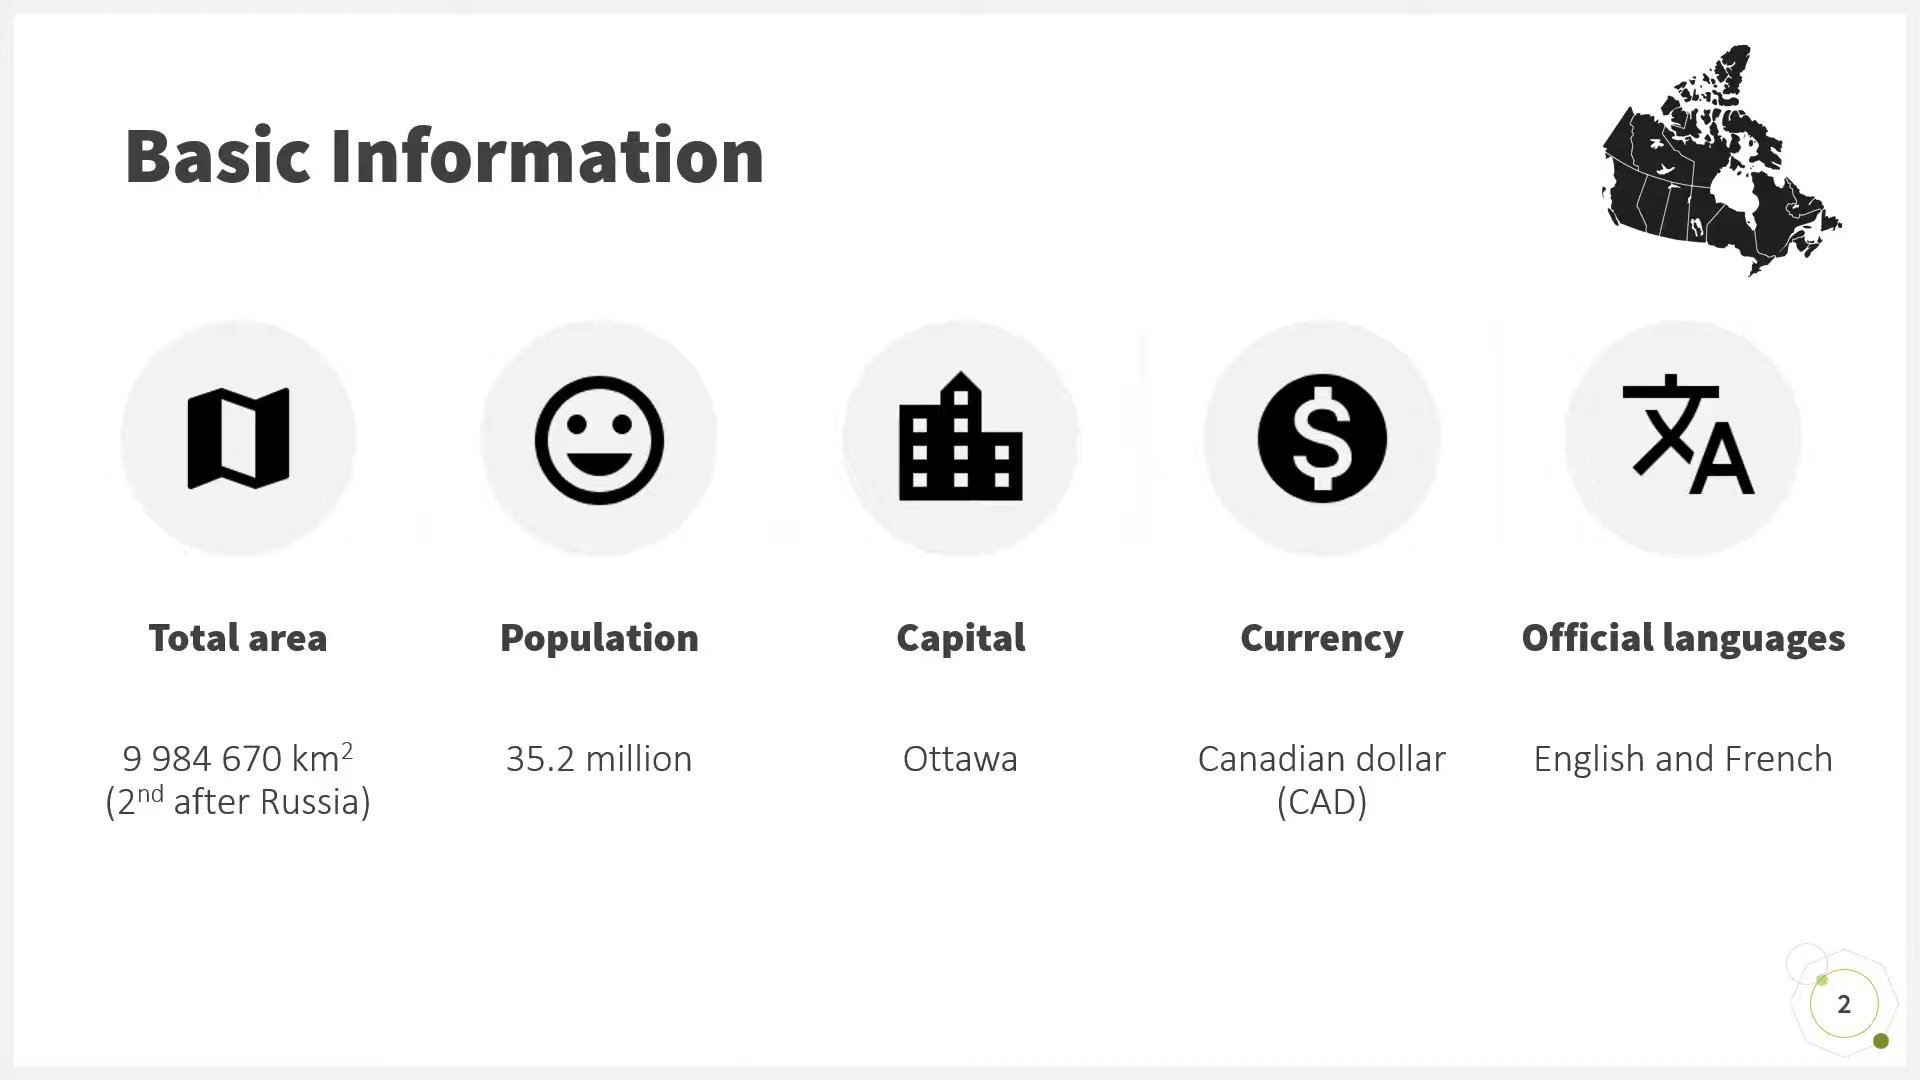 Basic Information
Total area
Population
Capital
Currency
Official languages
9 984 670 km²
(2ⁿᵈ after Russia)
35.2 million
Ottawa
Canadian dollar
(CAD)
English and French
2